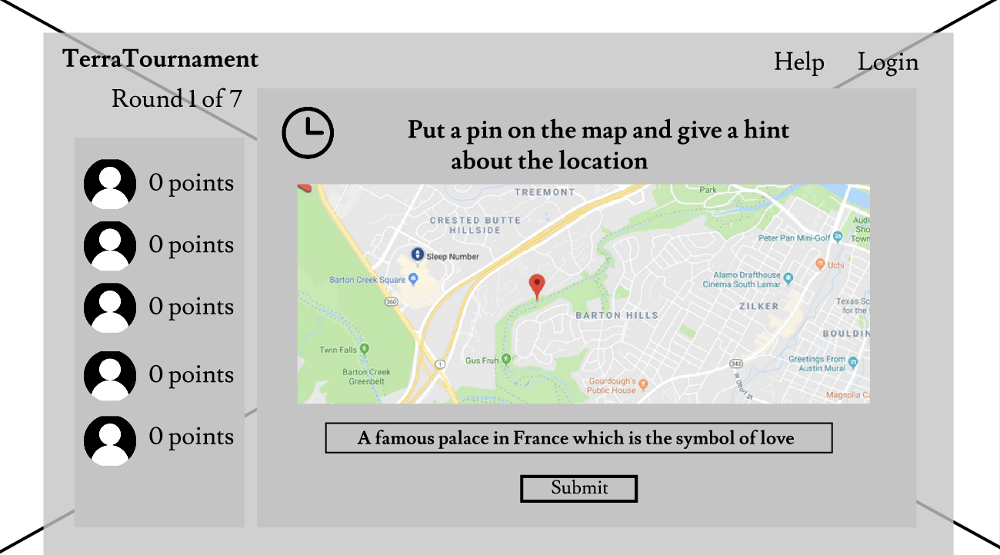 TerraTournament
Help
Login
Round 1 of 7
0 points
0 points
0 points
0 points
0 points
Put a pin on the map and give a hint
about the location
TREEMONT
Park
CRESTED BUTTE
HILLSIDE
Sleep Number
Barton Creek Square
360
Peter Pan Mini-Golf
Audi
Sho
Town
Uchi
Alamo Drafthouse
Cinema South Lamar
ZILKER
Texas Sc
for the
BARTON HILLS
BOULDIN
Twin Falls
Barton Creek
Greenbelt
1
Gus Fruh
343
W Oltorf St
Greetings From
Austin Mural
Gourdough's
Public House
Magnolia Ca
A famous palace in France which is the symbol of love
Submit